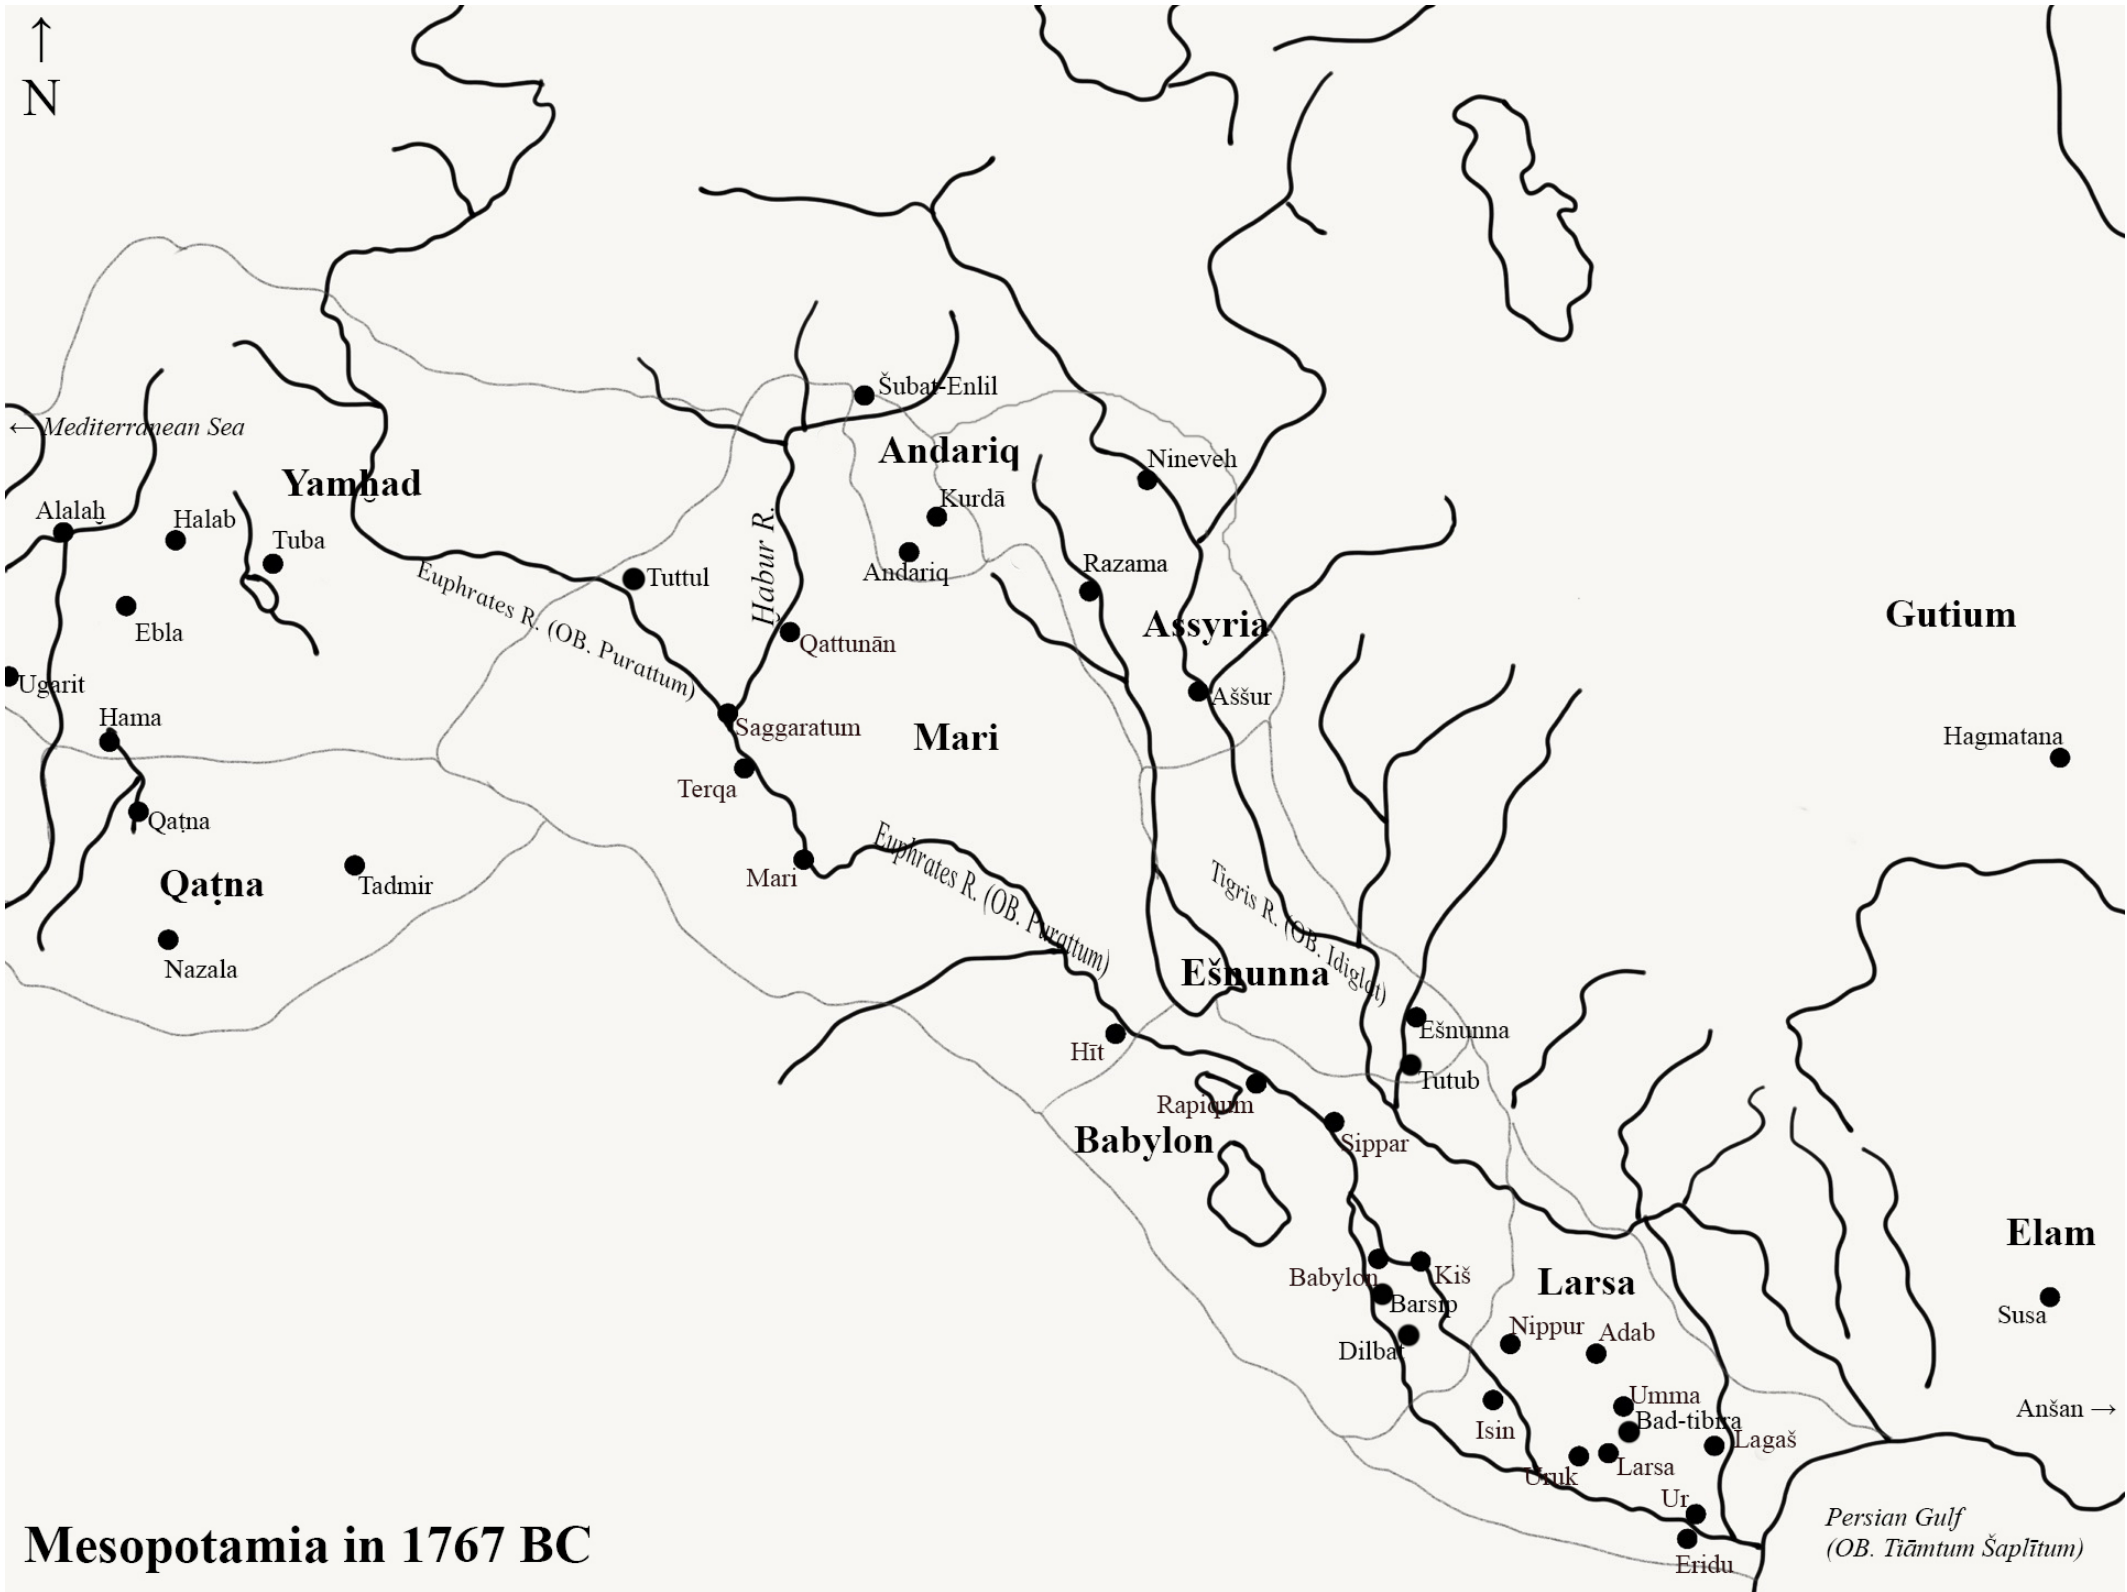 ↑
N
← Mediterranean Sea
Šubat-Enlil
Andariq
Nineveh
Yamḫad
Kurdā
Alalaḫ
Halab
Tuba
Andariq
Razama
Euphrates R. (OB. Purattum)
Tuttul
Ḫabur R.
Ebla
Assyria
Gutium
Qattunān
Ugarit
Aššur
Hama
Saggaratum
Mari
Hagmatana
Terqa
Qaṭna
Qaṭna
Tadmir
Mari
Euphrates R. (OB. Purattum)
Tigris R. (OB. Idiglat)
Nazala
Ešnunna
Ešnunna
Hīt
Tutub
Rapiqum
Babylon
Sippar
Elam
Babylon
Kiš
Larsa
Barsip
Susa
Nippur
Adab
Dilbat
Umma
Anšan →
Bad-tibira
Isin
Lagaš
Uruk
Larsa
Ur
Persian Gulf
(OB. Tiāmtum Šaplītum)
Eridu
Mesopotamia in 1767 BC